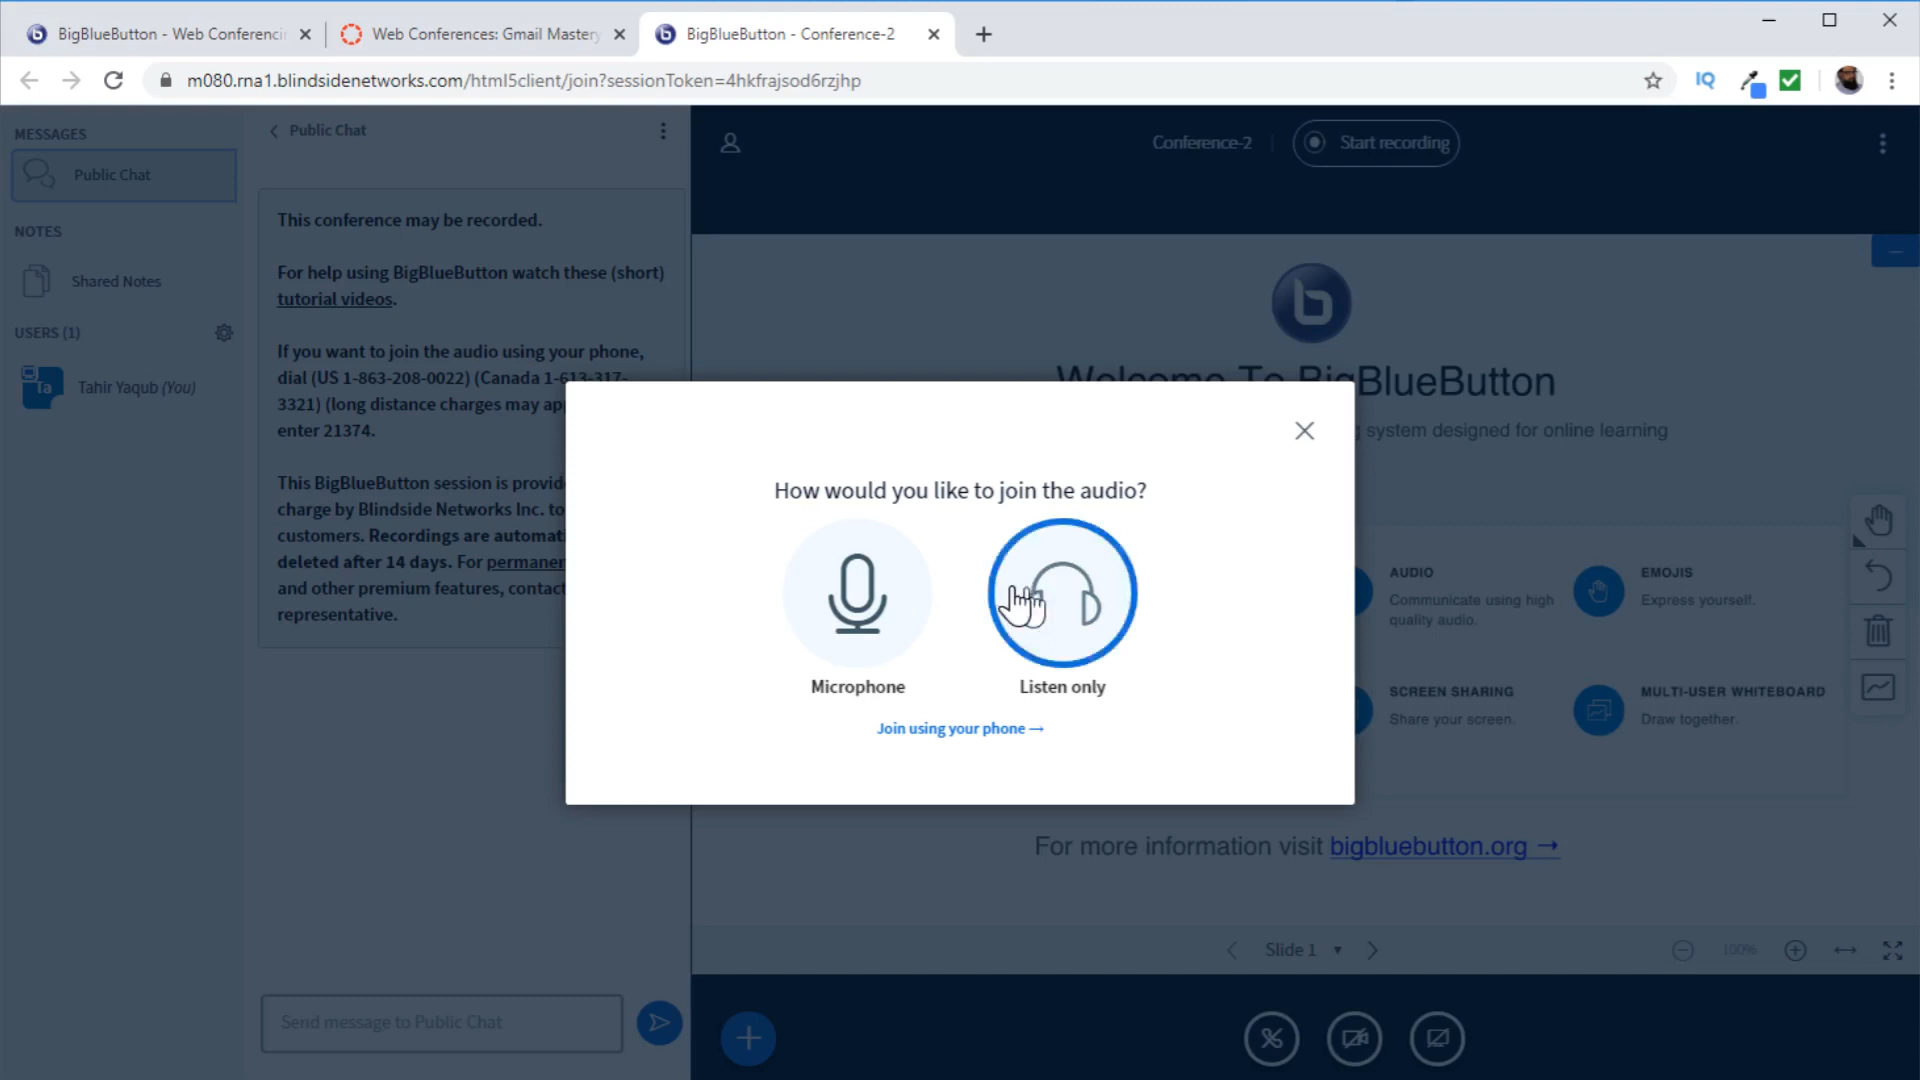 BigBlueButton - Web Conferencin
Web Conferences: Gmail Mastery
BigBlueButton - Conference-2
m080.rna1.blindsidenetworks.com/html5client/join?sessionToken=4hkfrajsod6rzjhp
IQ
MESSAGES
Public Chat
NOTES
Shared Notes
USERS (1)
Ta
Tahir Yaqub (You)
Public Chat
This conference may be recorded.
For help using BigBlueButton watch these (short)
tutorial videos.
If you want to join the audio using your phone,
dial (US 1-863-208-0022) (Canada 1-613-317-
3321) (long distance charges may ap
enter 21374.
This BigBlueButton session is provid
charge by Blindside Networks Inc. to
customers. Recordings are automat
deleted after 14 days. For permanen
and other premium features, contac
representative.
Send message to Public Chat
Conference-2
Start recording
Welcome To BigBlueButton
system designed for online learning
AUDIO
Communicate using high
quality audio.
EMOJIS
Express yourself.
SCREEN SHARING
Share your screen.
MULTI-USER WHITEBOARD
Draw together.
For more information visit bigbluebutton.org →
Slide 1
100%
How would you like to join the audio?
Microphone
Listen only
Join using your phone →